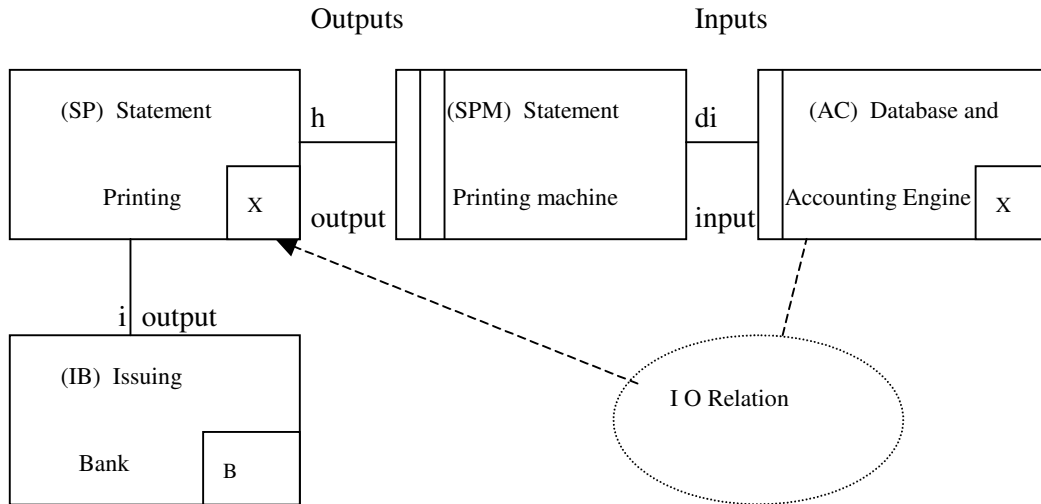 Outputs
Inputs
(SP) Statement
Printing
X
h
output
(SPM) Statement
Printing machine
di
input
(AC) Database and
Accounting Engine
X
i output
(IB) Issuing
Bank
B
I O Relation